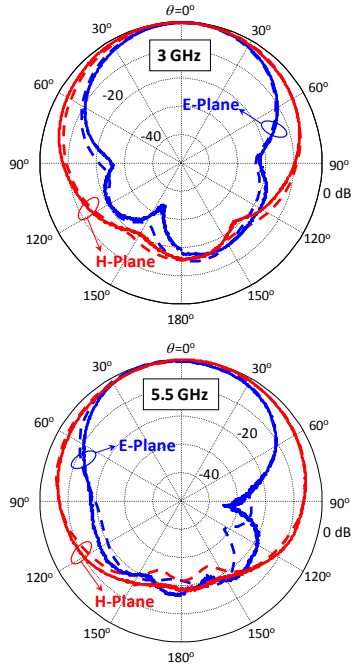 θ=0°
30° 30°
3 GHz
60° 60°
-20
E-Plane
-40
90° 90°
0 dB
120° 120°
H-Plane
150° 150°
180°
θ=0°
30° 30°
5.5 GHz
60° 60°
-20
E-Plane
-40
90° 90°
0 dB
120° 120°
H-Plane
150° 150°
180°